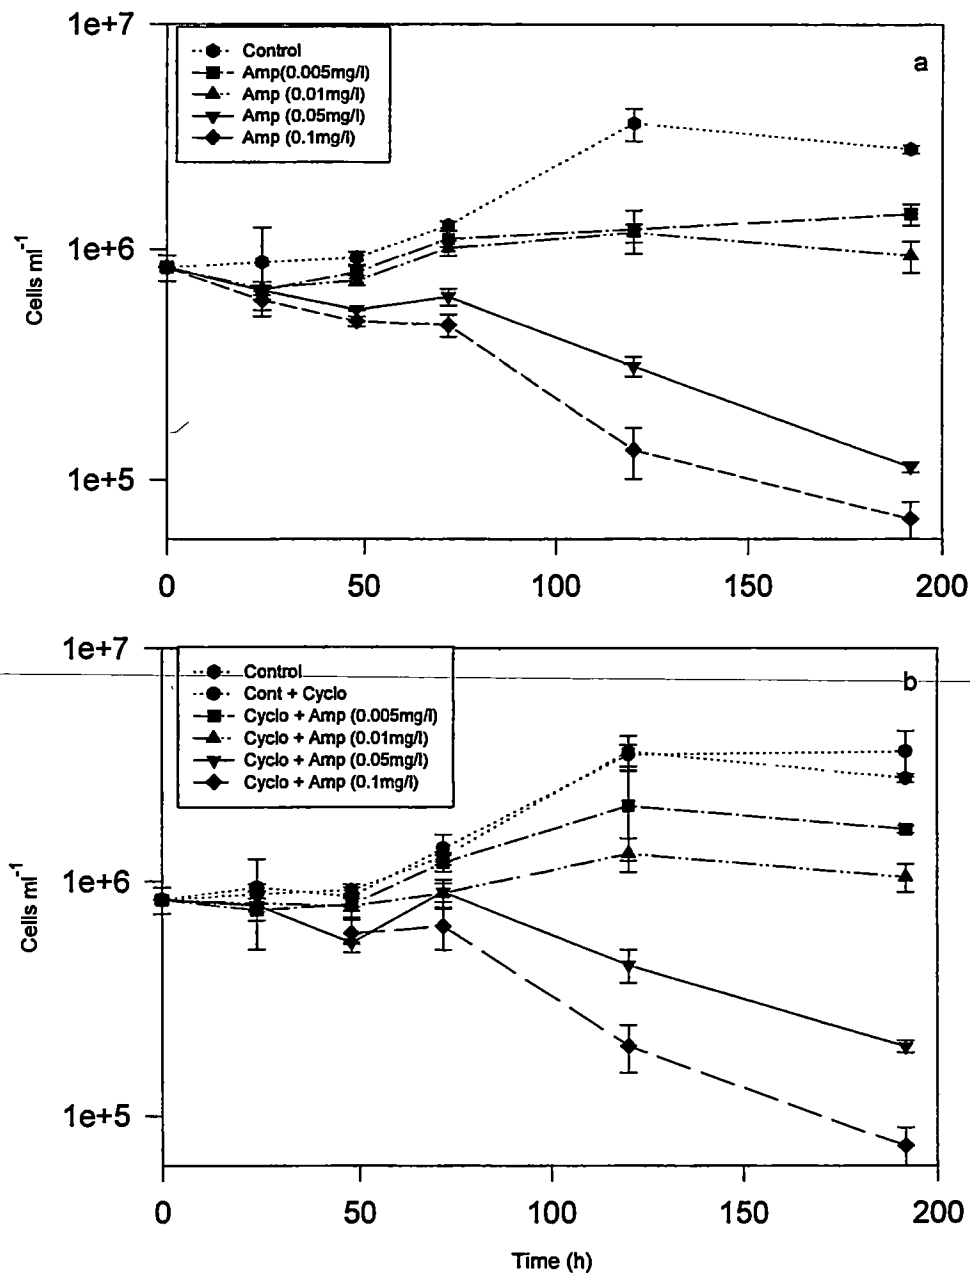 1e+7
Control
Amp(0.005mg/l)
Amp (0.01mg/l)
Amp (0.05mg/l)
Amp (0.1mg/l)
a
1e+6
Cells ml⁻¹
1e+5
0 50 100 150 200
1e+7
Control
Cont + Cyclo
Cyclo + Amp (0.005mg/l)
Cyclo + Amp (0.01mg/l)
Cyclo + Amp (0.05mg/l)
Cyclo + Amp (0.1mg/l)
b
1e+6
Cells ml⁻¹
1e+5
0 50 100 150 200
Time (h)